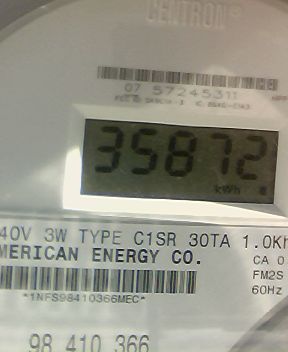 CENTRON®
07 57245311
35872
kWh
40V 3W TYPE C1SR 30TA 1.0Kh
MERICAN ENERGY CO.
CA 0
FM2S
60Hz
*1NFS98410366MEC*
98 410 366